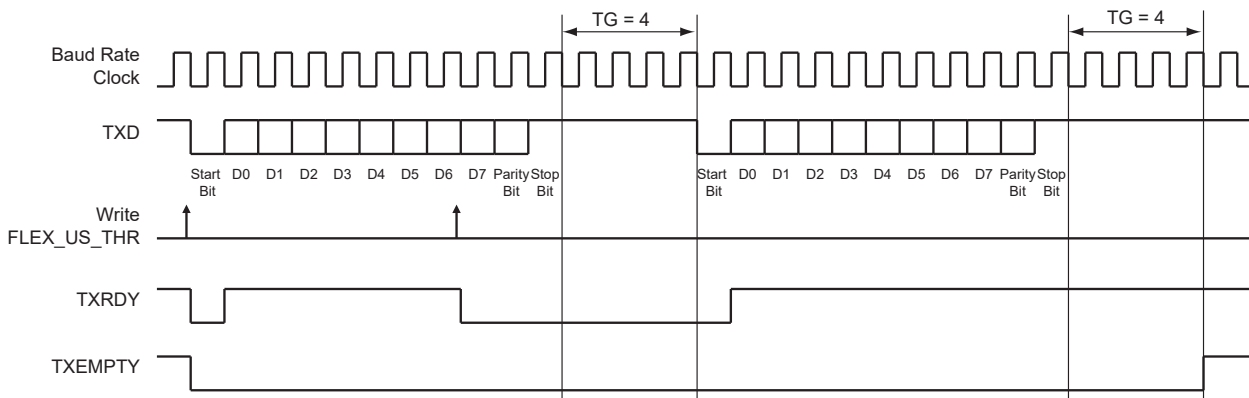 TG = 4
TG = 4
Baud Rate
Clock
TXD
Start
Bit
D0
D1
D2
D3
D4
D5
D6
D7
Parity
Bit
Stop
Bit
Start
Bit
D0
D1
D2
D3
D4
D5
D6
D7
Parity
Bit
Stop
Bit
Write
FLEX_US_THR
TXRDY
TXEMPTY